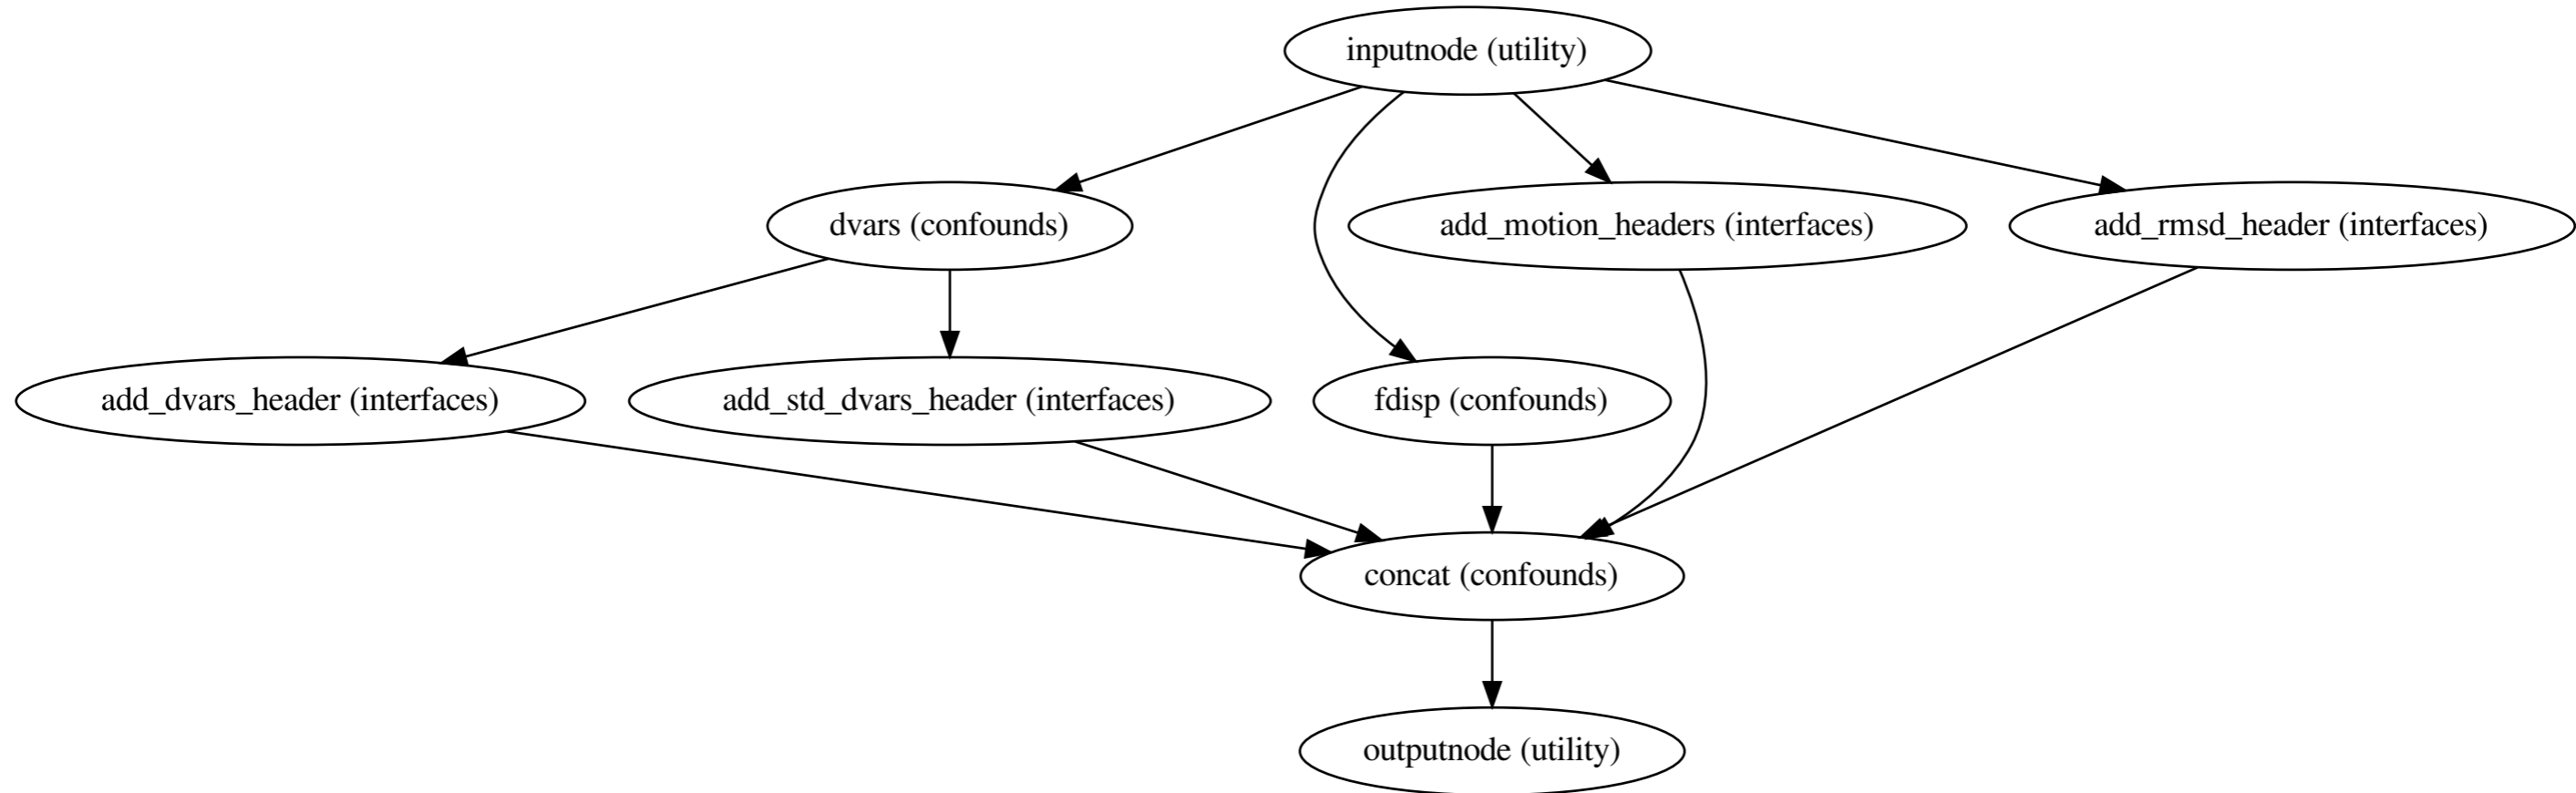 inputnode (utility)
dvars (confounds)
add_motion_headers (interfaces)
add_rmsd_header (interfaces)
add_dvars_header (interfaces)
add_std_dvars_header (interfaces)
fdisp (confounds)
concat (confounds)
outputnode (utility)